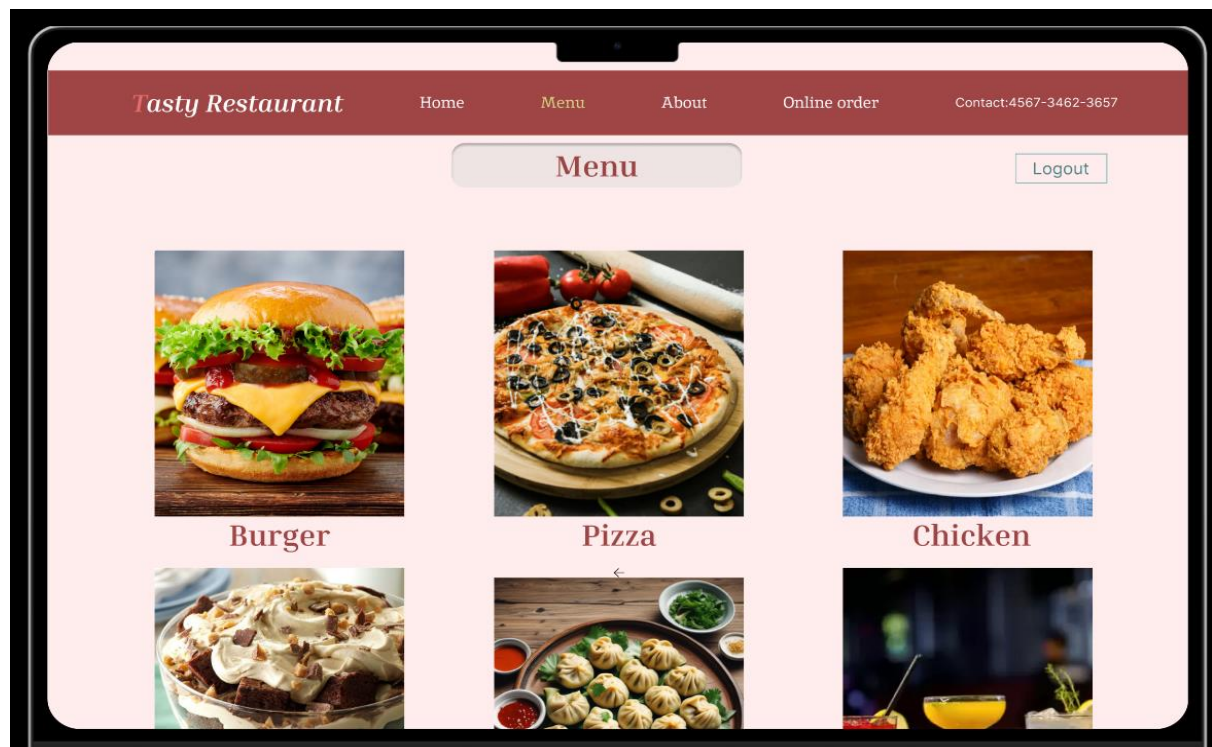 Tasty Restaurant Home Menu About Online order Contact:4567-3462-3657
Menu
Logout
Burger Pizza Chicken